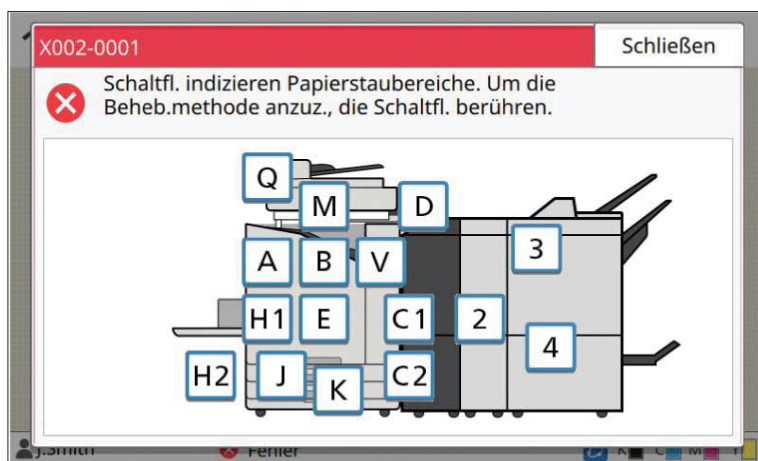 X002-0001
Schließen
Schaltfl. indizieren Papierstaubereiche. Um die
Beheb.methode anzuz., die Schaltfl. berühren.
Q
M D
3
A B V
H1 E C1 2
4
H2 J K C2
J.Smith Fehler K C M Y